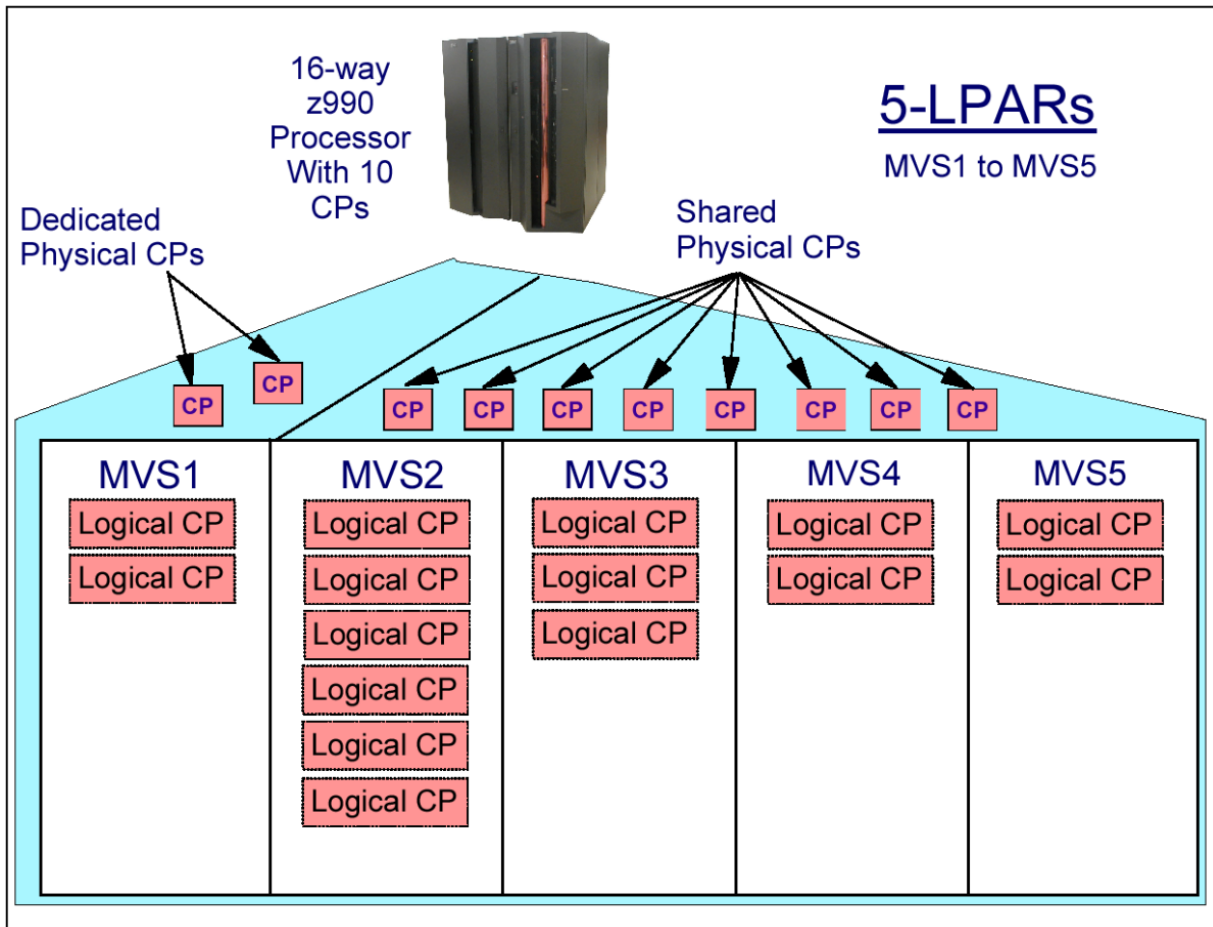 16-way
z990
Processor
With 10
CPs
5-LPARs
MVS1 to MVS5
Dedicated
Physical CPs
Shared
Physical CPs
CP
CP
CP
CP
CP
CP
CP
CP
CP
CP
MVS1
Logical CP
Logical CP
MVS2
Logical CP
Logical CP
Logical CP
Logical CP
Logical CP
Logical CP
MVS3
Logical CP
Logical CP
Logical CP
MVS4
Logical CP
Logical CP
MVS5
Logical CP
Logical CP